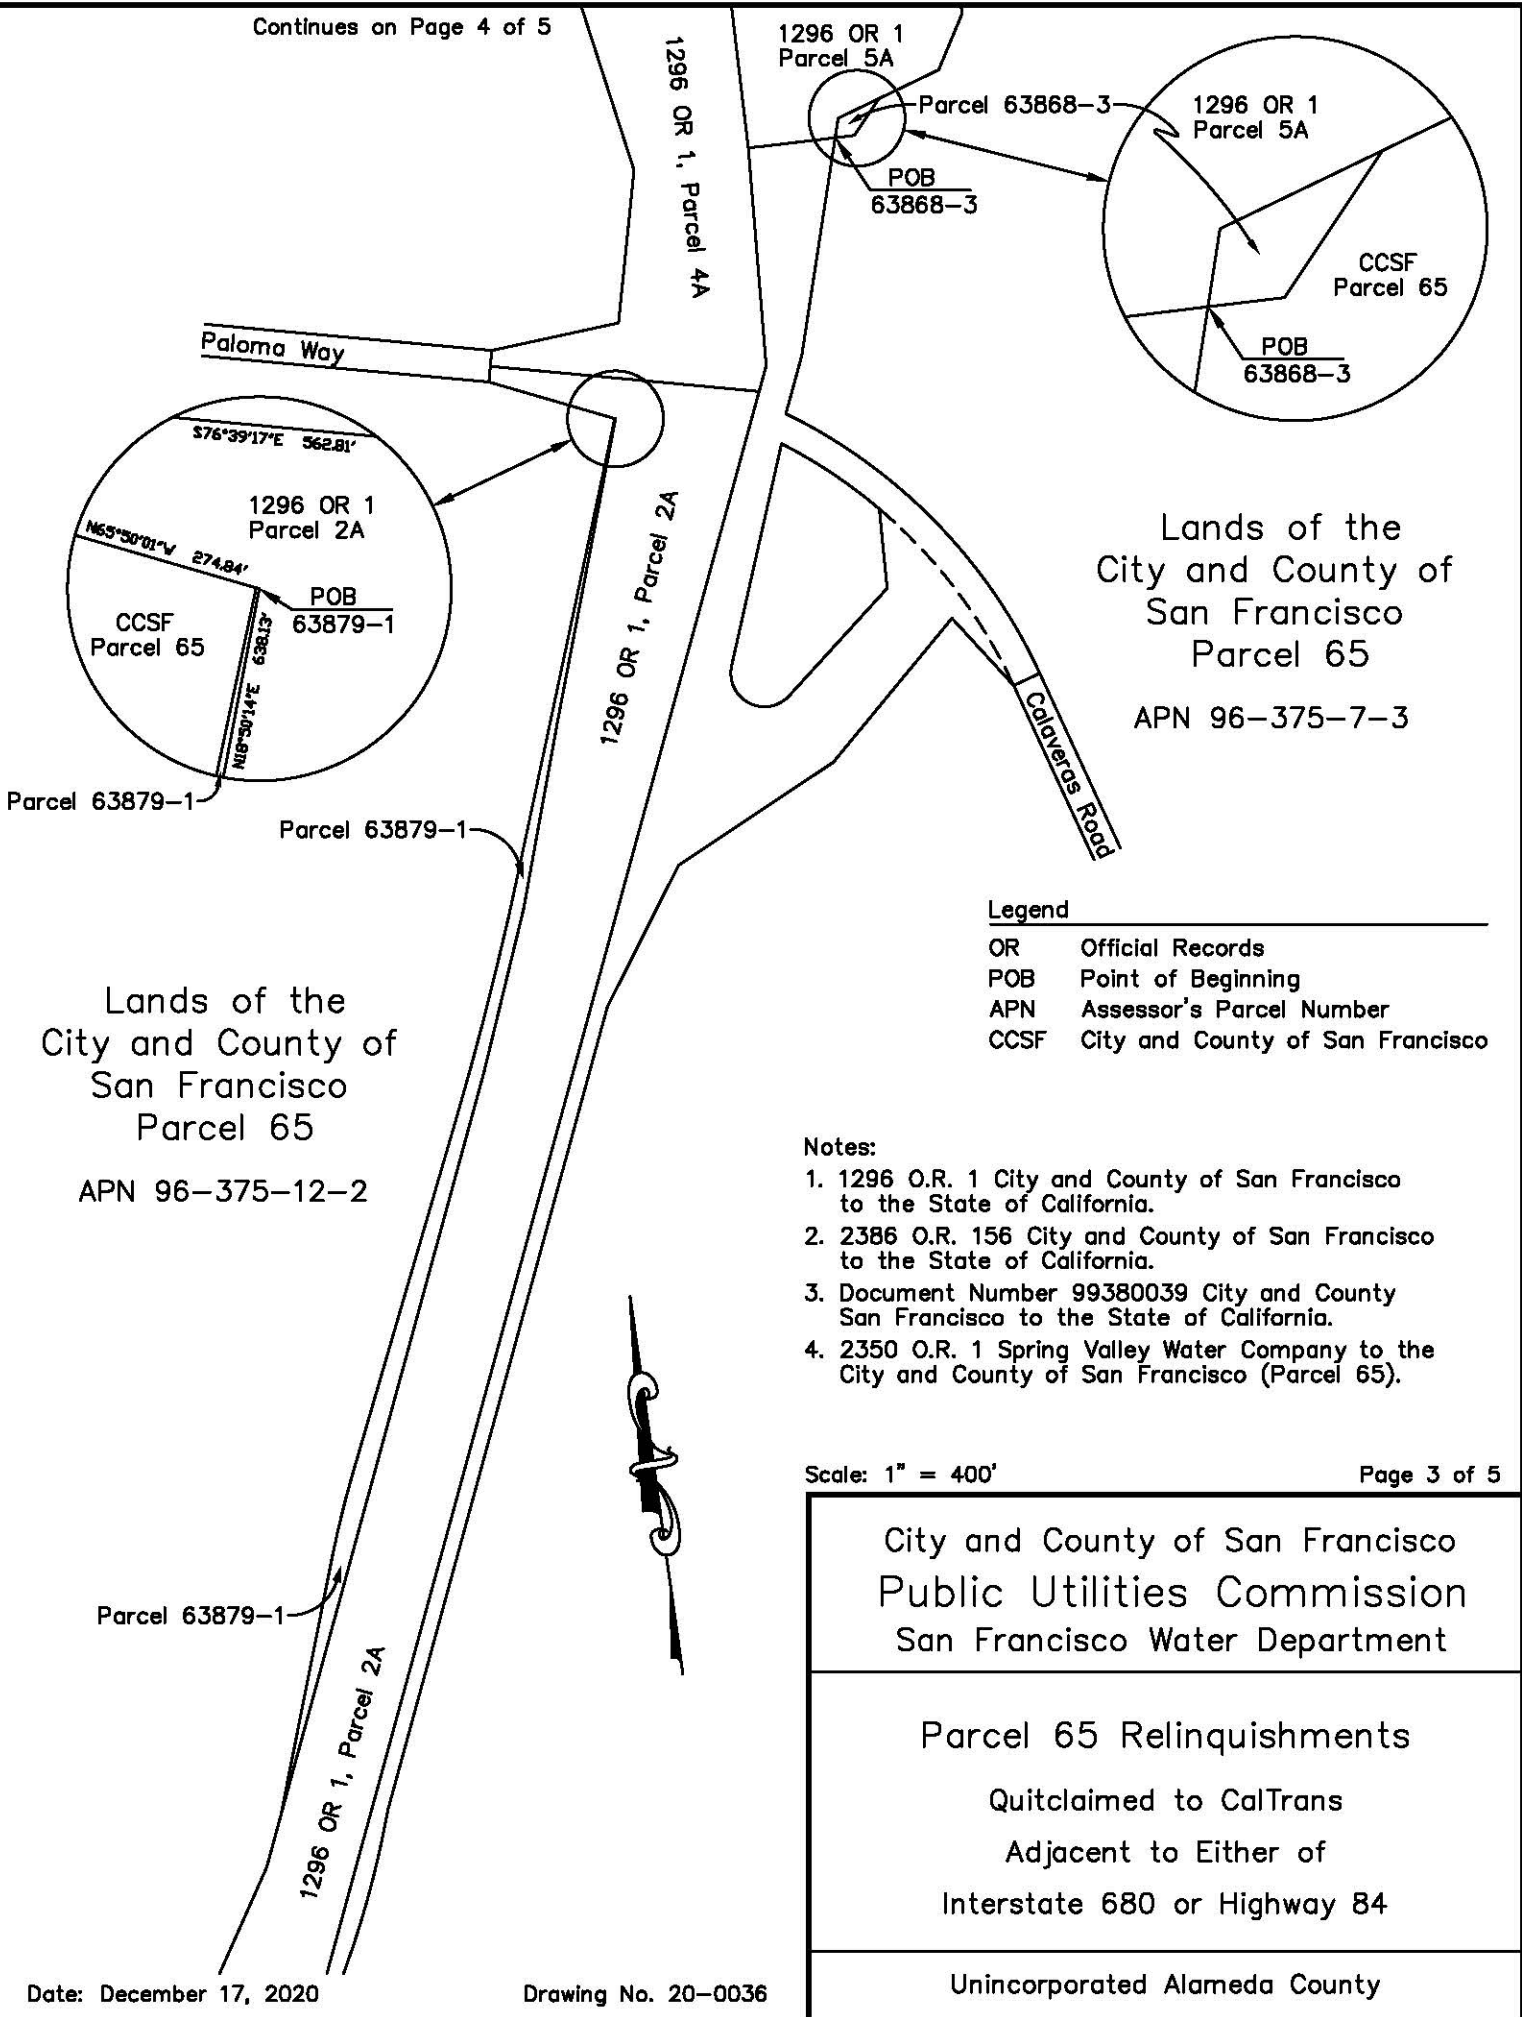 Continues on Page 4 of 5
1296 OR 1, Parcel 4A
1296 OR 1
Parcel 5A
Parcel 63868-3
POB
63868-3
1296 OR 1
Parcel 5A
CCSF
Parcel 65
POB
63868-3
Paloma Way
S76°39'17"E 562.81'
1296 OR 1
Parcel 2A
N65°50'01"W 274.84'
POB
63879-1
CCSF
Parcel 65
N18°50'14"E 638.13'
Parcel 63879-1
Parcel 63879-1
1296 OR 1, Parcel 2A
Calaveras Road
Lands of the
City and County of
San Francisco
Parcel 65
APN 96-375-7-3
Legend
OR Official Records
POB Point of Beginning
APN Assessor's Parcel Number
CCSF City and County of San Francisco
Lands of the
City and County of
San Francisco
Parcel 65
APN 96-375-12-2
Notes:
1. 1296 O.R. 1 City and County of San Francisco
to the State of California.
2. 2386 O.R. 156 City and County of San Francisco
to the State of California.
3. Document Number 99380039 City and County
San Francisco to the State of California.
4. 2350 O.R. 1 Spring Valley Water Company to the
City and County of San Francisco (Parcel 65).
Parcel 63879-1
1296 OR 1, Parcel 2A
Scale: 1" = 400'
Page 3 of 5
City and County of San Francisco
Public Utilities Commission
San Francisco Water Department
Parcel 65 Relinquishments
Quitclaimed to CalTrans
Adjacent to Either of
Interstate 680 or Highway 84
Unincorporated Alameda County
Date: December 17, 2020
Drawing No. 20-0036